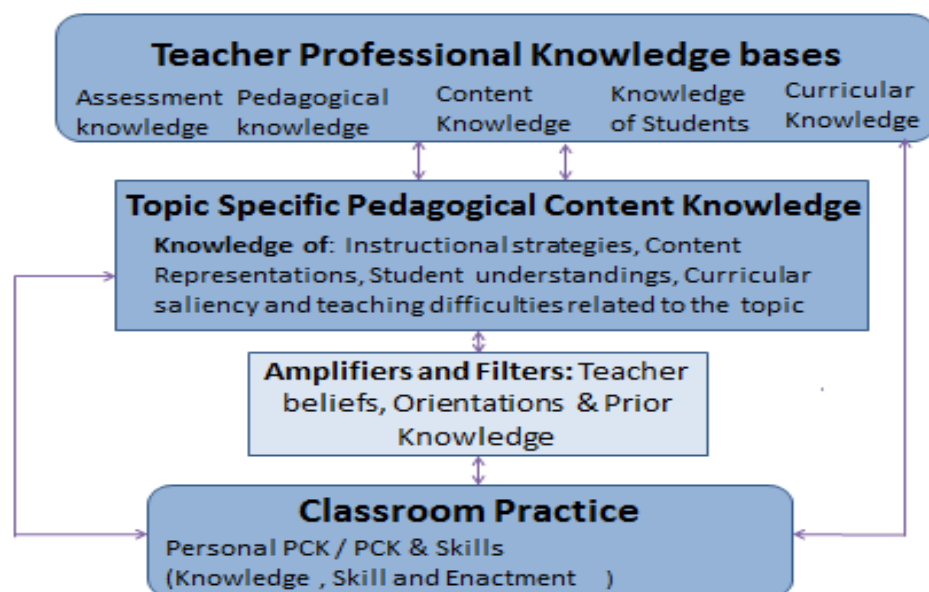 Teacher Professional Knowledge bases
Assessment knowledge
Pedagogical knowledge
Content Knowledge
Knowledge of Students
Curricular Knowledge
Topic Specific Pedagogical Content Knowledge
Knowledge of: Instructional strategies, Content
Representations, Student understandings, Curricular
saliency and teaching difficulties related to the topic
Amplifiers and Filters: Teacher
beliefs, Orientations & Prior
Knowledge
Classroom Practice
Personal PCK / PCK & Skills
(Knowledge , Skill and Enactment )